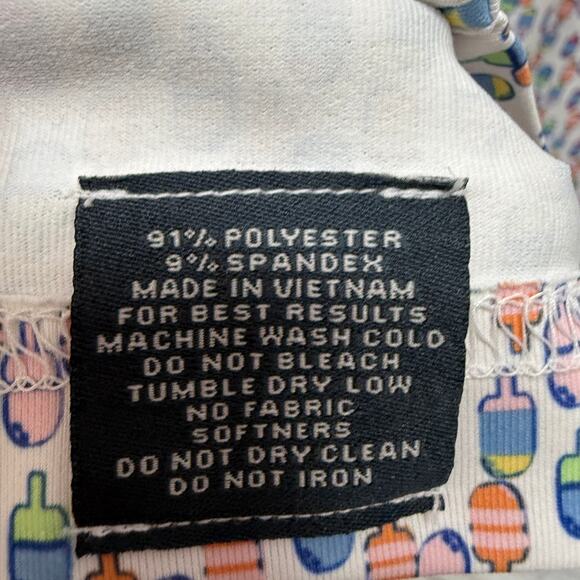 91% POLYESTER
9% SPANDEX
MADE IN VIETNAM
FOR BEST RESULTS
MACHINE WASH COLD
DO NOT BLEACH
TUMBLE DRY LOW
NO FABRIC
SOFTNERS
DO NOT DRY CLEAN
DO NOT IRON